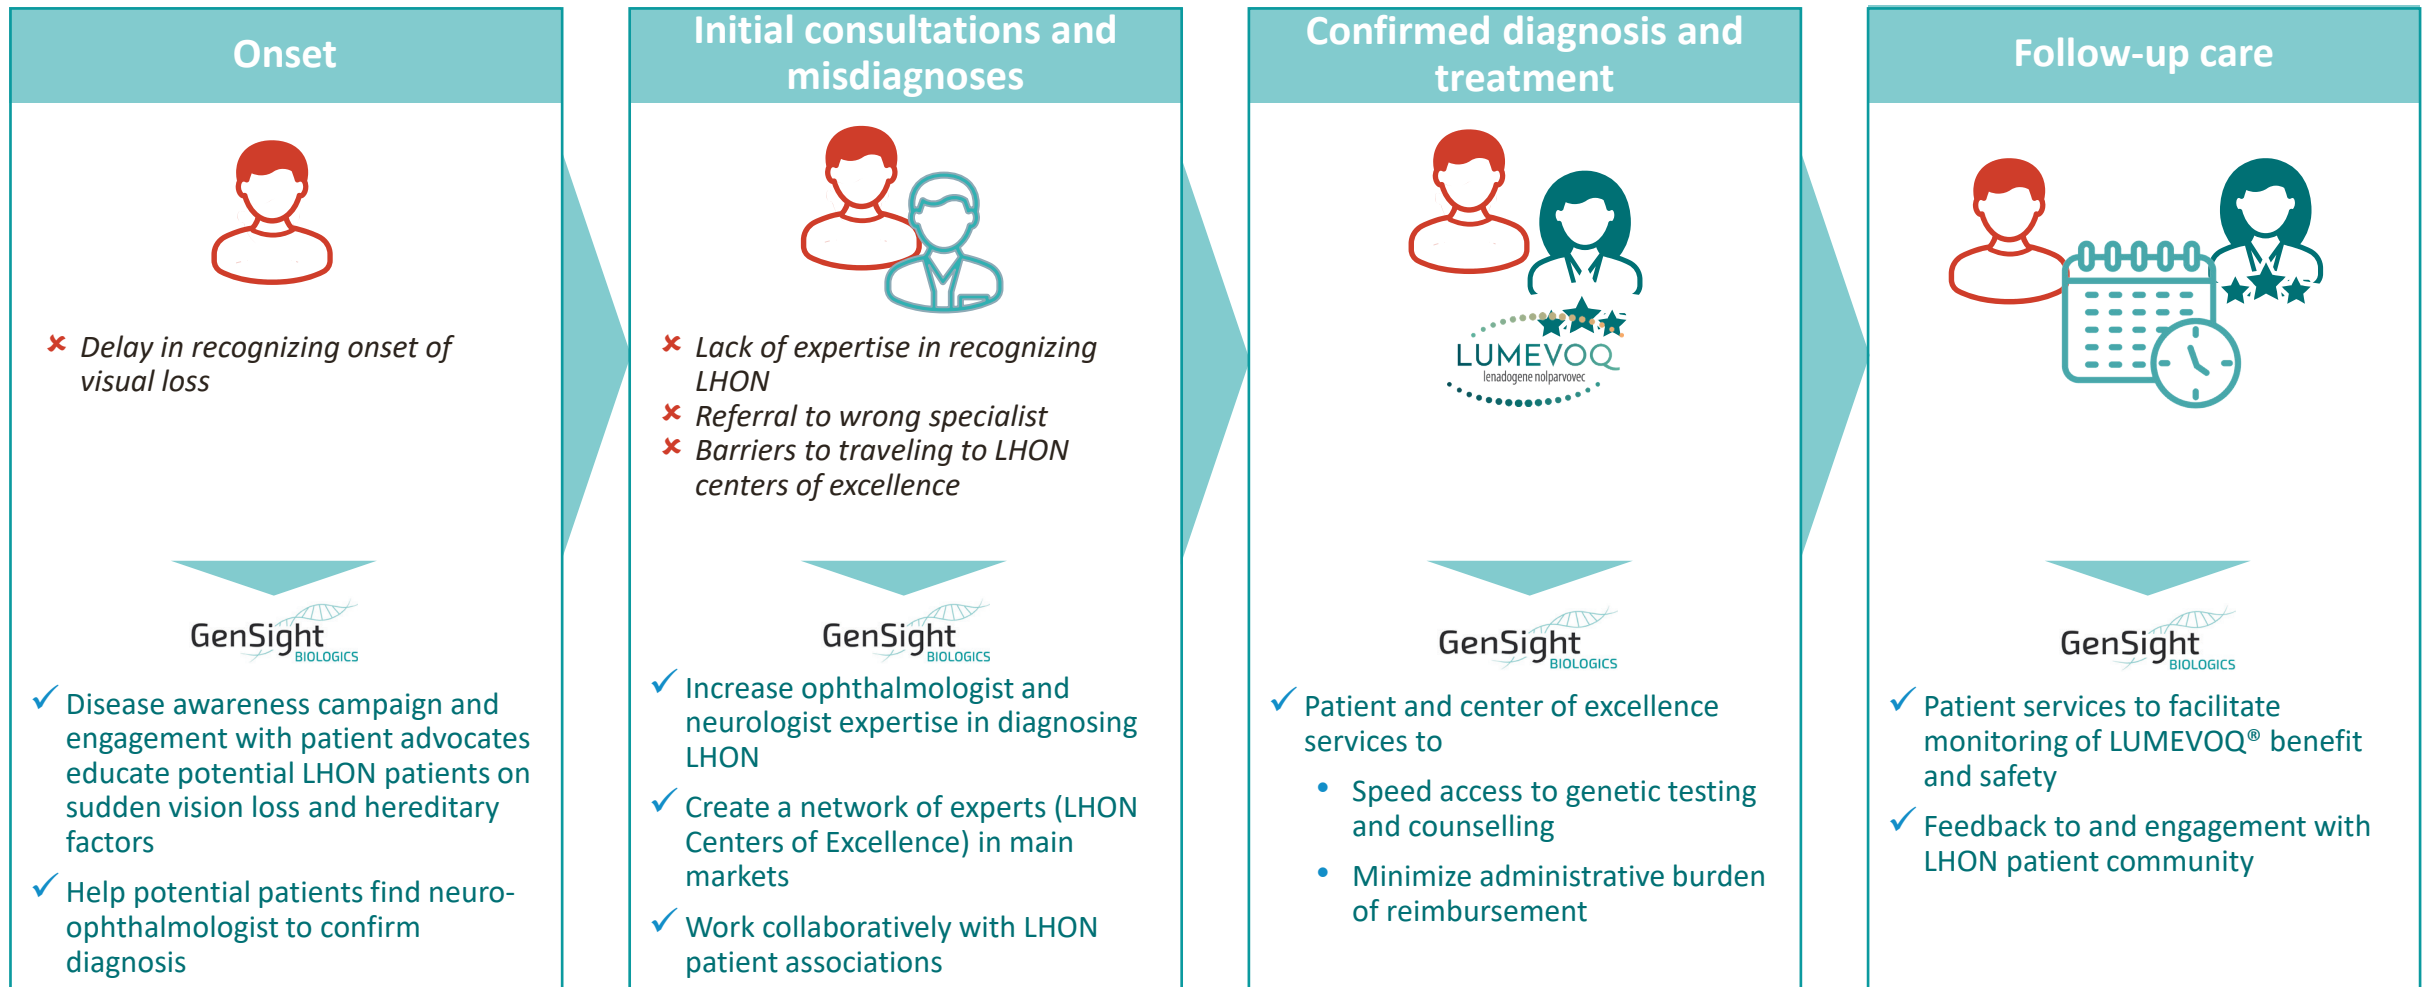 Onset
✘ Delay in recognizing onset of
visual loss
GenSight
BIOLOGICS
✓ Disease awareness campaign and
engagement with patient advocates
educate potential LHON patients on
sudden vision loss and hereditary
factors
✓ Help potential patients find neuro-
ophthalmologist to confirm
diagnosis
Initial consultations and
misdiagnoses
✘ Lack of expertise in recognizing
LHON
✘ Referral to wrong specialist
✘ Barriers to traveling to LHON
centers of excellence
GenSight
BIOLOGICS
✓ Increase ophthalmologist and
neurologist expertise in diagnosing
LHON
✓ Create a network of experts (LHON
Centers of Excellence) in main
markets
✓ Work collaboratively with LHON
patient associations
Confirmed diagnosis and
treatment
LUMEVOQ
lenadogene nolparvovec
GenSight
BIOLOGICS
✓ Patient and center of excellence
services to
• Speed access to genetic testing
and counselling
• Minimize administrative burden
of reimbursement
Follow-up care
GenSight
BIOLOGICS
✓ Patient services to facilitate
monitoring of LUMEVOQ® benefit
and safety
✓ Feedback to and engagement with
LHON patient community